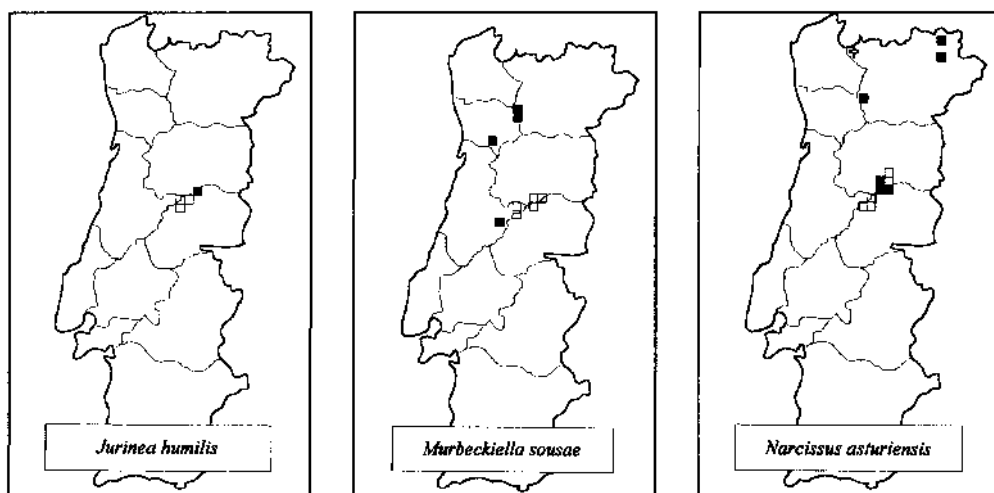 Jurinea humilis
Murbeckiella sousae
Narcissus asturiensis